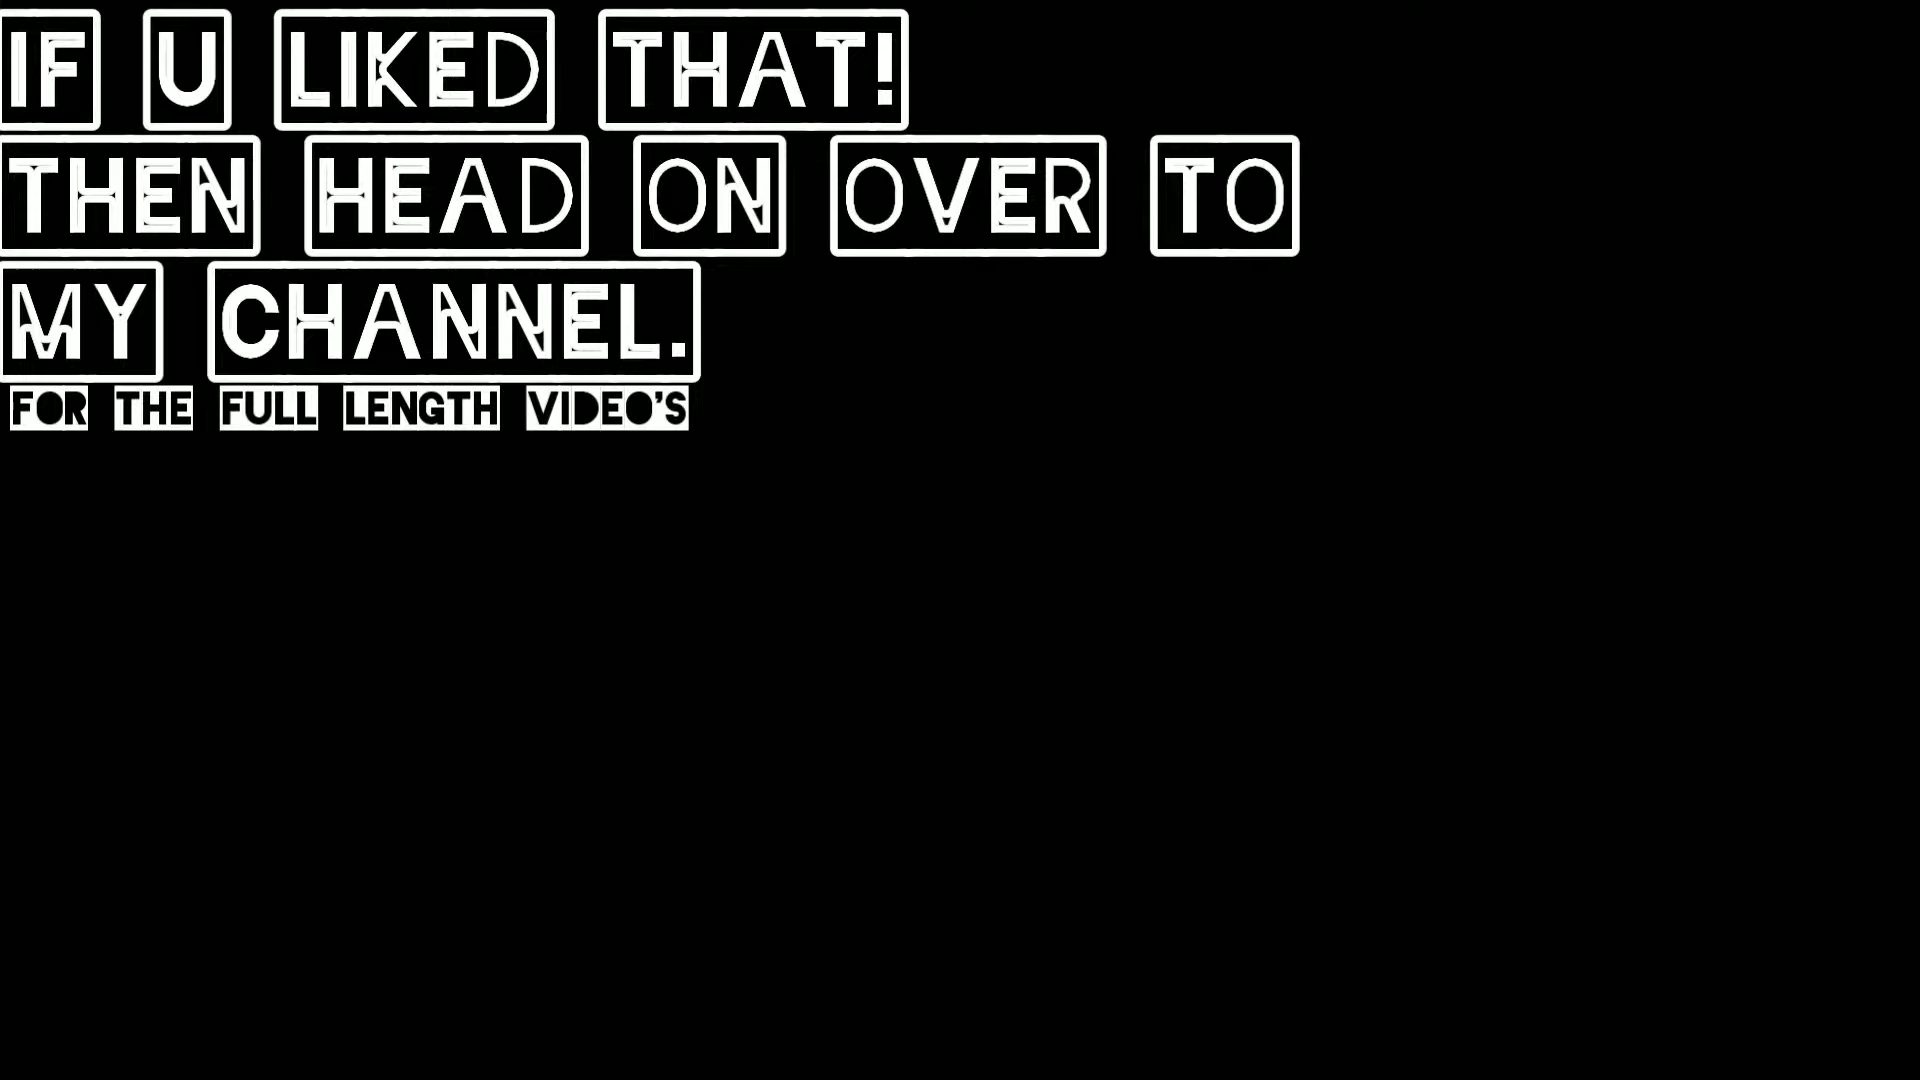 IF U LIKED THAT!
THEN HEAD ON OVER TO
MY CHANNEL.
FOR THE FULL LENGTH VIDEO'S